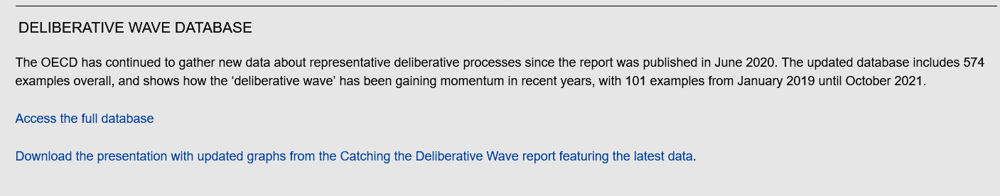 DELIBERATIVE WAVE DATABASE
The OECD has continued to gather new data about representative deliberative processes since the report was published in June 2020. The updated database includes 574
examples overall, and shows how the ‘deliberative wave’ has been gaining momentum in recent years, with 101 examples from January 2019 until October 2021.
Access the full database
Download the presentation with updated graphs from the Catching the Deliberative Wave report featuring the latest data.